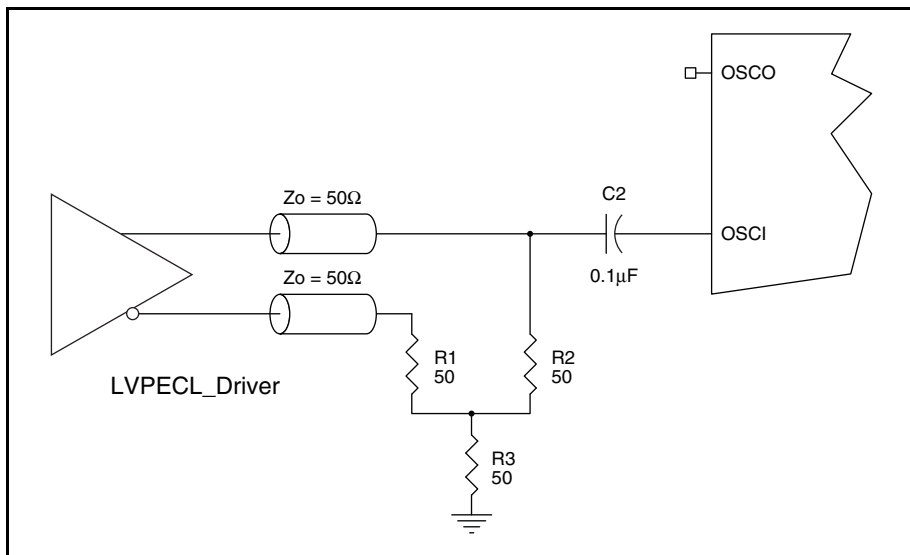 OSCO
C2
Zo = 50Ω
OSCI
Zo = 50Ω
0.1µF
R1
50
R2
50
LVPECL_Driver
R3
50